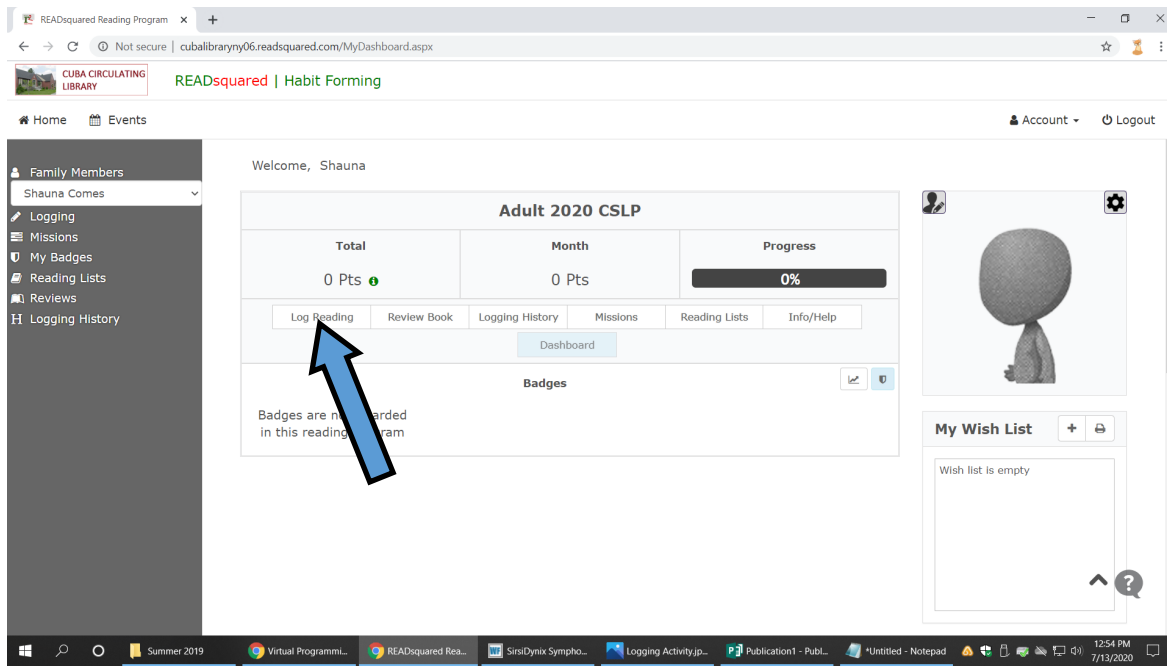 READsquared Reading Program
Not secure | cubalibraryny06.readsquared.com/MyDashboard.aspx
CUBA CIRCULATING
LIBRARY
READsquared | Habit Forming
Home Events Account Logout
Family Members
Shauna Comes
Logging
Missions
My Badges
Reading Lists
Reviews
H Logging History
Welcome, Shauna
Adult 2020 CSLP
Total Month Progress
0 Pts 0 Pts 0%
Log Reading Review Book Logging History Missions Reading Lists Info/Help
Dashboard
Badges
Badges are
in this reading
My Wish List
Wish list is empty
?
Summer 2019 Virtual Programmi... READsquared Rea... SirsiDynix Sympho... Logging Activity.jp... Publication1 - Publ... *Untitled - Notepad 12:54 PM
7/13/2020